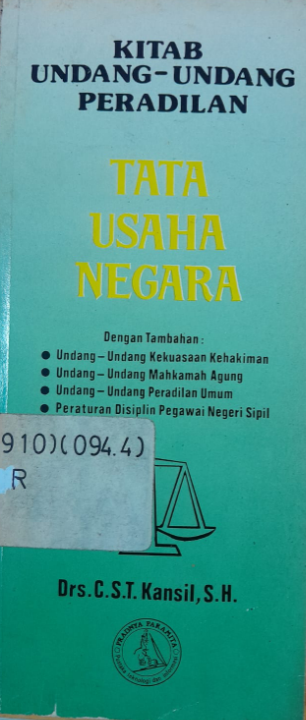 KITAB
UNDANG-UNDANG
PERADILAN
TATA
USAHA
NEGARA
Dengan Tambahan:
● Undang-Undang Kekuasaan Kehakiman
● Undang-Undang Mahkamah Agung
● Undang-Undang Peradilan Umum
● Peraturan Disiplin Pegawai Negeri Sipil
910)(094.4)
R
Drs.C.S.T. Kansil, S.H.
PRADNYA PARAMITA